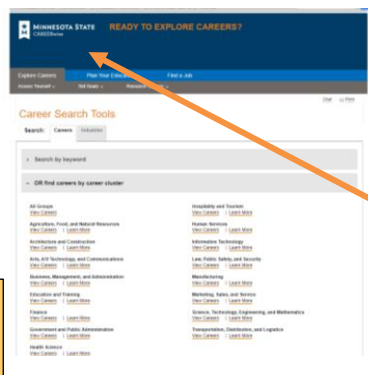 MINNESOTA STATE
CAREERwise
READY TO EXPLORE CAREERS?
Explore Careers Plan Your Education Find a Job
Assess Yourself
Career Search Tools
Search: Careers Industries
Search by keyword
OR find careers by career cluster
All Groups
View Careers
Agriculture, Food, and Natural Resources
View Careers | Learn More
Architecture and Construction
View Careers | Learn More
Arts, A/V Technology, and Communications
View Careers | Learn More
Business, Management, and Administration
View Careers | Learn More
Education and Training
View Careers | Learn More
Finance
View Careers | Learn More
Government and Public Administration
View Careers | Learn More
Health Science
View Careers | Learn More
Hospitality and Tourism
View Careers | Learn More
Human Services
View Careers | Learn More
Information Technology
View Careers | Learn More
Law, Public Safety, and Security
View Careers | Learn More
Manufacturing
View Careers | Learn More
Marketing, Sales, and Service
View Careers | Learn More
Science, Technology, Engineering, and Mathematics
View Careers | Learn More
Transportation, Distribution, and Logistics
View Careers | Learn More